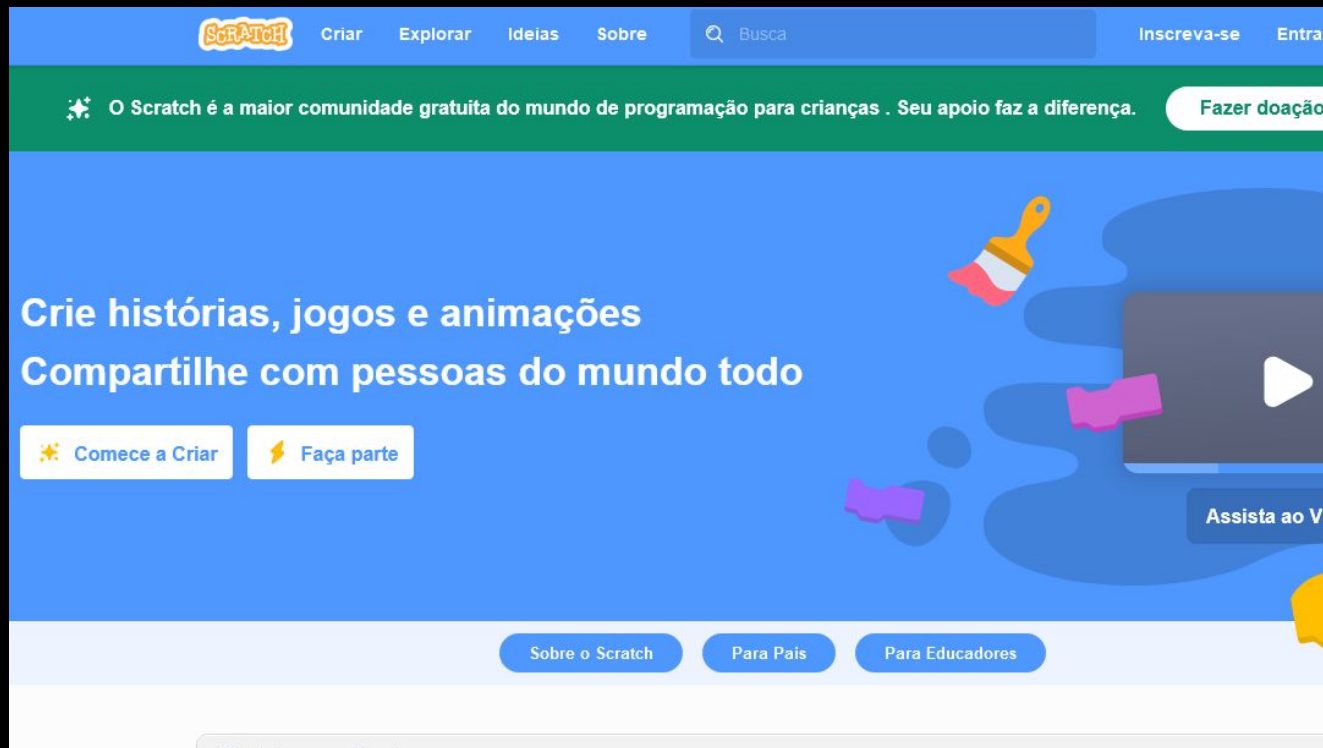 SCRATCH Criar Explorar Ideias Sobre Busca Inscreva-se
O Scratch é a maior comunidade gratuita do mundo de programação para crianças . Seu apoio faz a diferença. Fazer doação
Crie histórias, jogos e animações
Compartilhe com pessoas do mundo todo
Comece a Criar Faça parte
Assista ao
Sobre o Scratch Para Pais Para Educadores